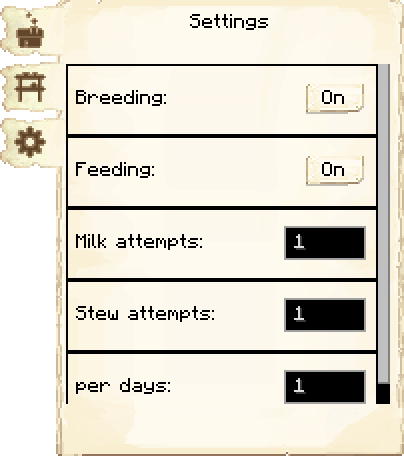 Settings
Breeding: On
Feeding: On
Milk attempts: 1
Stew attempts: 1
per days: 1